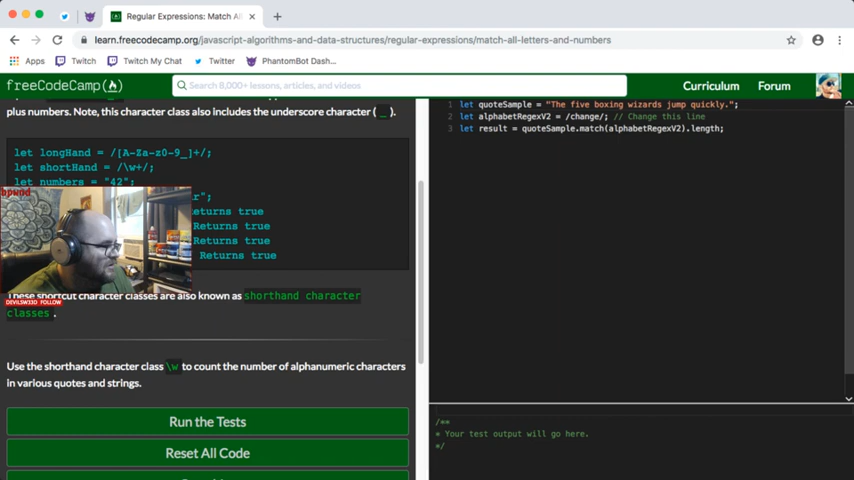 Regular Expressions: Match Al
learn.freecodecamp.org/javascript-algorithms-and-data-structures/regular-expressions/match-all-letters-and-numbers
Apps Twitch Twitch My Chat Twitter PhantomBot Dash...
freeCodeCamp
Search 8,000+ lessons, articles, and videos
Curriculum Forum
plus numbers. Note, this character class also includes the underscore character ( _ ).
let longHand = /[A-Za-z0-9_]+/;
let shortHand = /\w+/;
let numbers = "42";
r";
eturns true
Returns true
Returns true
Returns true
These shortcut character classes are also known as shorthand character
classes .
DEVILSW33D FOLLOW
Use the shorthand character class \w to count the number of alphanumeric characters
in various quotes and strings.
Run the Tests
Reset All Code
1 let quoteSample = "The five boxing wizards jump quickly.";
2 let alphabetRegexV2 = /change/; // Change this line
3 let result = quoteSample.match(alphabetRegexV2).length;
/**
* Your test output will go here.
*/